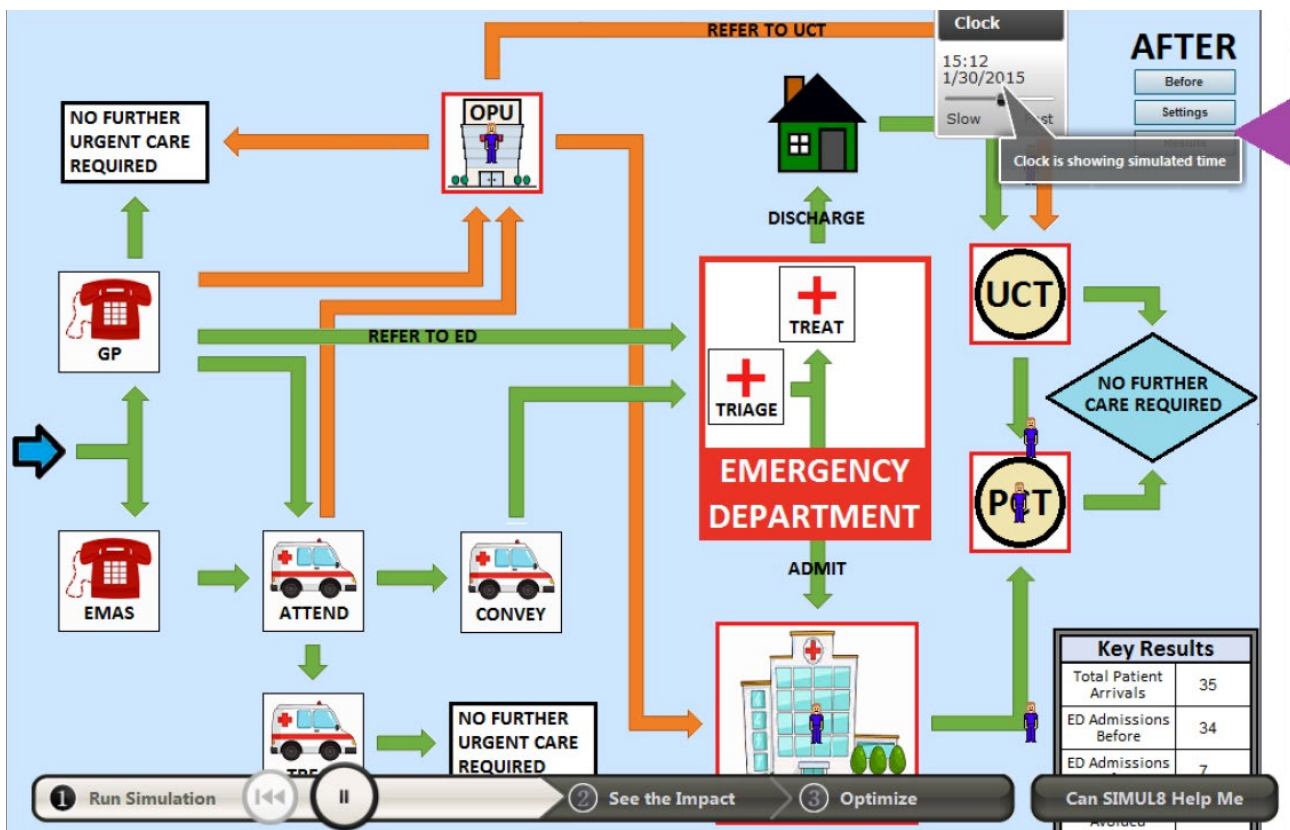 REFER TO UCT
Clock
15:12
1/30/2015
Slow
Clock is showing simulated time
AFTER
Before
Settings
NO FURTHER
URGENT CARE
REQUIRED
OPU
DISCHARGE
GP
REFER TO ED
TREAT
TRIAGE
EMERGENCY
DEPARTMENT
UCT
NO FURTHER
CARE REQUIRED
PCT
EMAS
ATTEND
CONVEY
ADMIT
NO FURTHER
URGENT CARE
REQUIRED
Key Results
Total Patient
Arrivals
35
ED Admissions
Before
34
ED Admissions
7
1 Run Simulation
2 See the Impact
3 Optimize
Can SIMUL8 Help Me